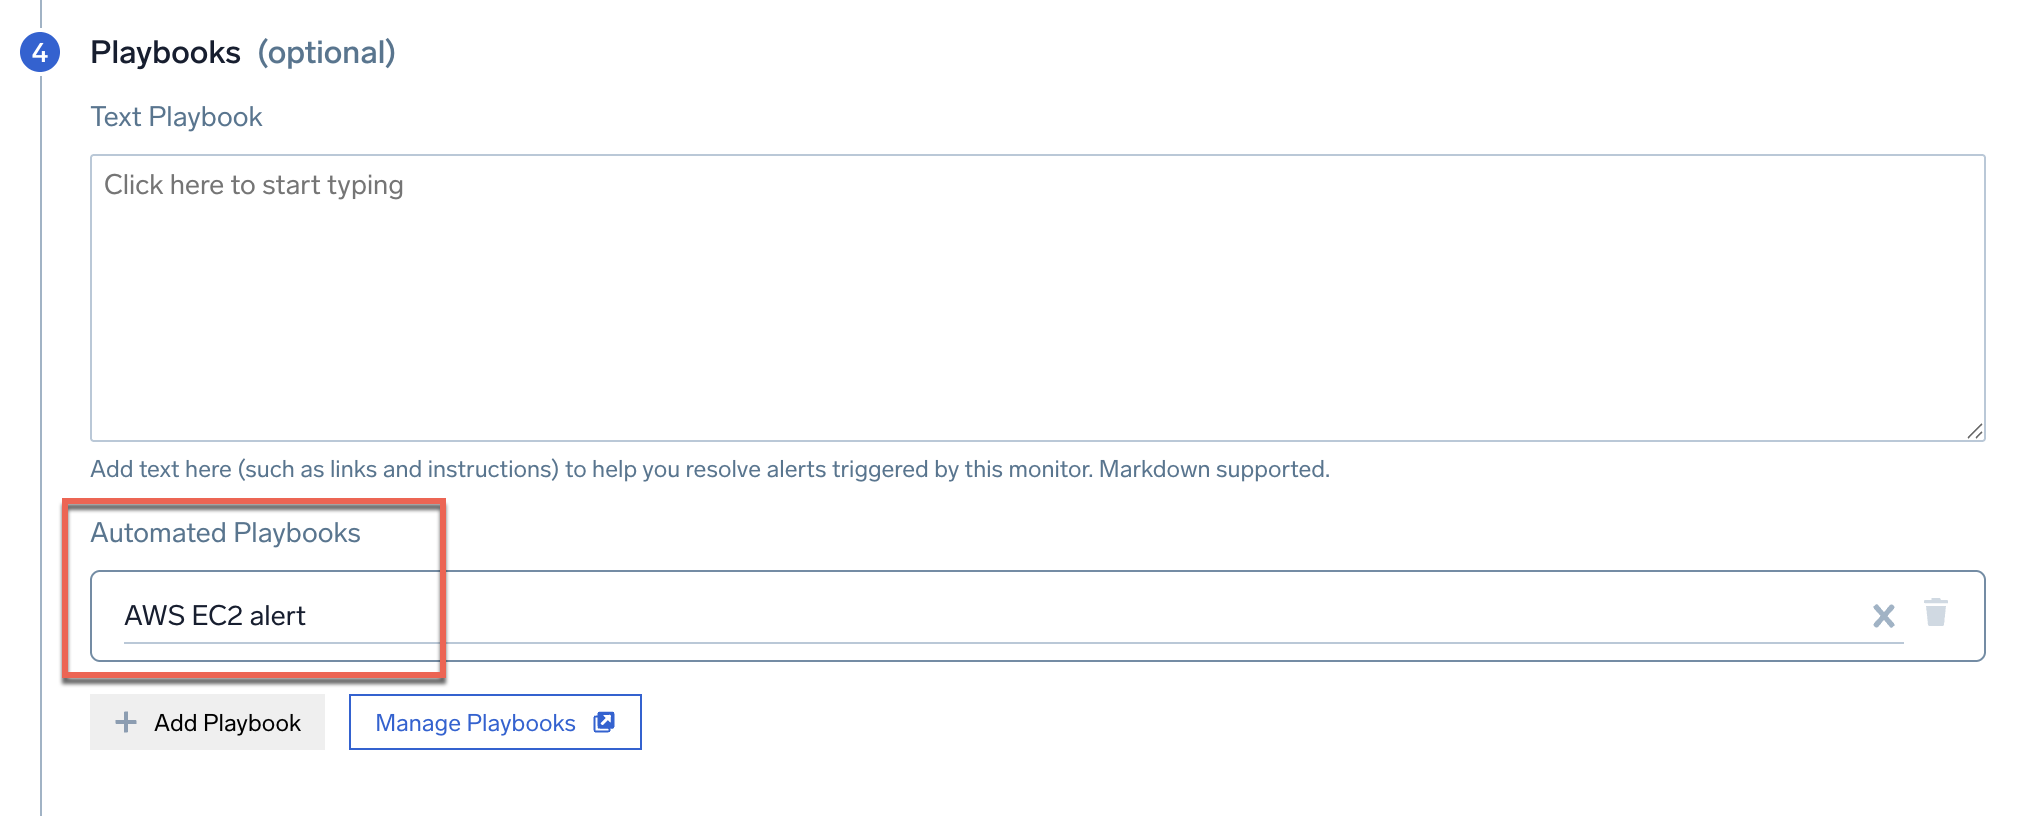 4
Playbooks (optional)
Text Playbook
Click here to start typing
Add text here (such as links and instructions) to help you resolve alerts triggered by this monitor. Markdown supported.
Automated Playbooks
AWS EC2 alert
Add Playbook
Manage Playbooks